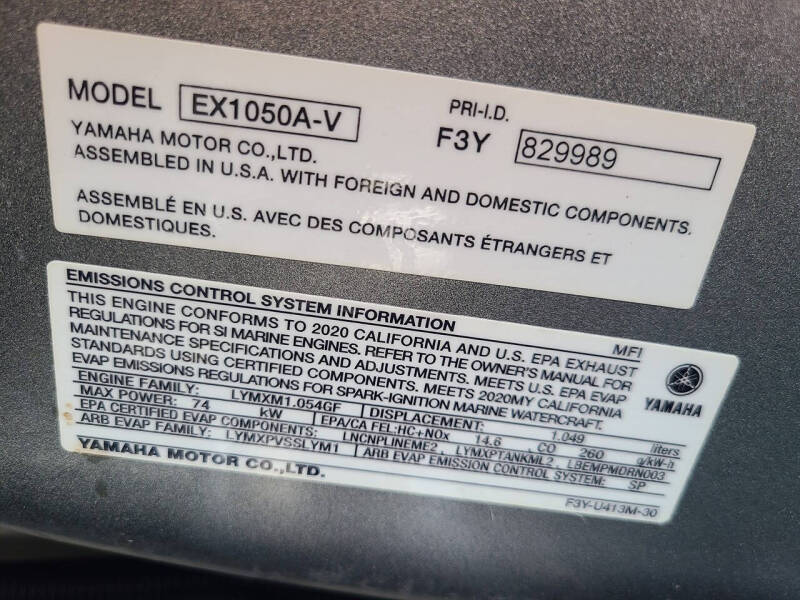 MODEL EX1050A-V
PRI-I.D.
F3Y 829989
YAMAHA MOTOR CO.,LTD.
ASSEMBLED IN U.S.A. WITH FOREIGN AND DOMESTIC COMPONENTS.
ASSEMBLÉ EN U.S. AVEC DES COMPOSANTS ÉTRANGERS ET
DOMESTIQUES.
EMISSIONS CONTROL SYSTEM INFORMATION
MFI
THIS ENGINE CONFORMS TO 2020 CALIFORNIA AND U.S. EPA EXHAUST
REGULATIONS FOR SI MARINE ENGINES. REFER TO THE OWNER'S MANUAL FOR
MAINTENANCE SPECIFICATIONS AND ADJUSTMENTS. MEETS U.S. EPA EVAP
STANDARDS USING CERTIFIED COMPONENTS. MEETS 2020MY CALIFORNIA
EVAP EMISSIONS REGULATIONS FOR SPARK-IGNITION MARINE WATERCRAFT.
YAMAHA
ENGINE FAMILY: LYMXM1.054GF DISPLACEMENT: 1.049 liters
MAX POWER: 74 kW EPA/CA FEL:HC+NOx 14.6, CO 260 g/kW-h
EPA CERTIFIED EVAP COMPONENTS: LNCNPLINEME2, LYMXPTANKML2, LBEMPMDRN003
ARB EVAP FAMILY: LYMXPVSSLYM1 ARB EVAP EMISSION CONTROL SYSTEM: SP
YAMAHA MOTOR CO.,LTD.
F3Y-U413M-30